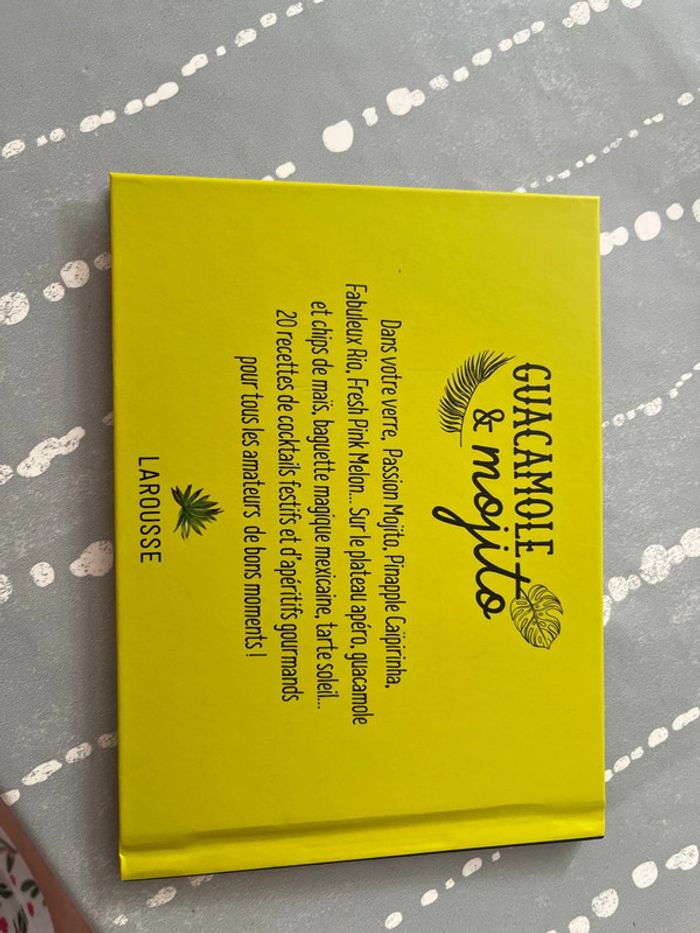 GUACAMOLE
& mojito
Dans votre verre, Passion Mojito, Pinapple Caïpirinha,
Fabuleux Rio, Fresh Pink Melon... Sur le plateau apéro, guacamole
et chips de maïs, baguette magique mexicaine, tarte soleil...
20 recettes de cocktails festifs et d'apéritifs gourmands
pour tous les amateurs de bons moments !
LAROUSSE